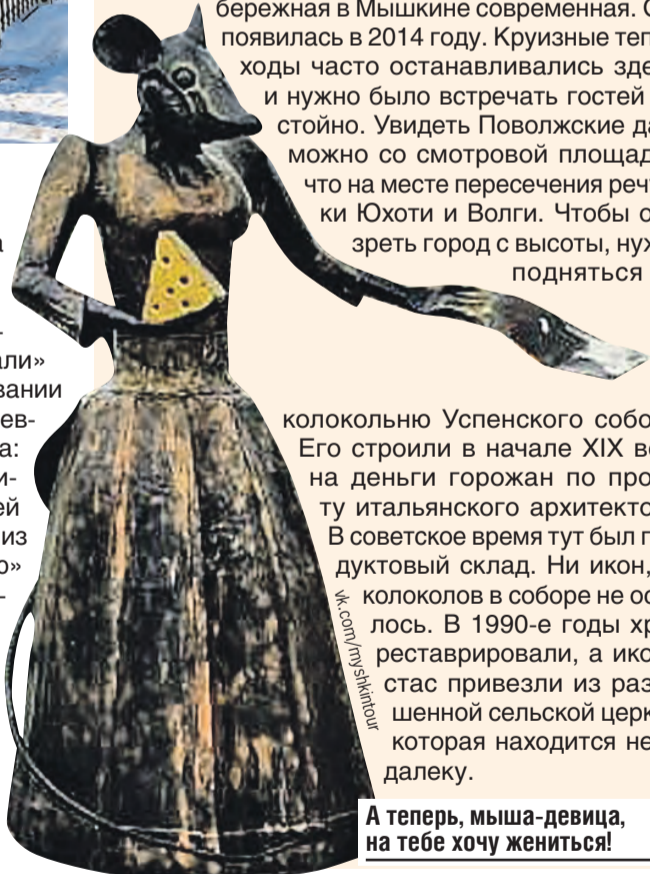 бережная в Мышкине современная.
появилась в 2014 году. Круизные теп
ходы часто останавливались зде
и нужно было встречать гостей
стойно. Увидеть Поволжские да
можно со смотровой площад
что на месте пересечения реч
ки Юхоти и Волги. Чтобы о
зреть город с высоты, нуж
подняться
али»
вании
ев-
а:
и-
ей
из
о»
колокольню Успенского собо
Его строили в начале XIX ве
на деньги горожан по прое
ту итальянского архитекто
В советское время тут был п
дуктовый склад. Ни икон,
колоколов в соборе не ос
лось. В 1990-е годы хр
реставрировали, а ико
стас привезли из раз
шенной сельской церк
которая находится не
далеку.
vk.com/myshkintour
А теперь, мыша-девица,
на тебе хочу жениться!